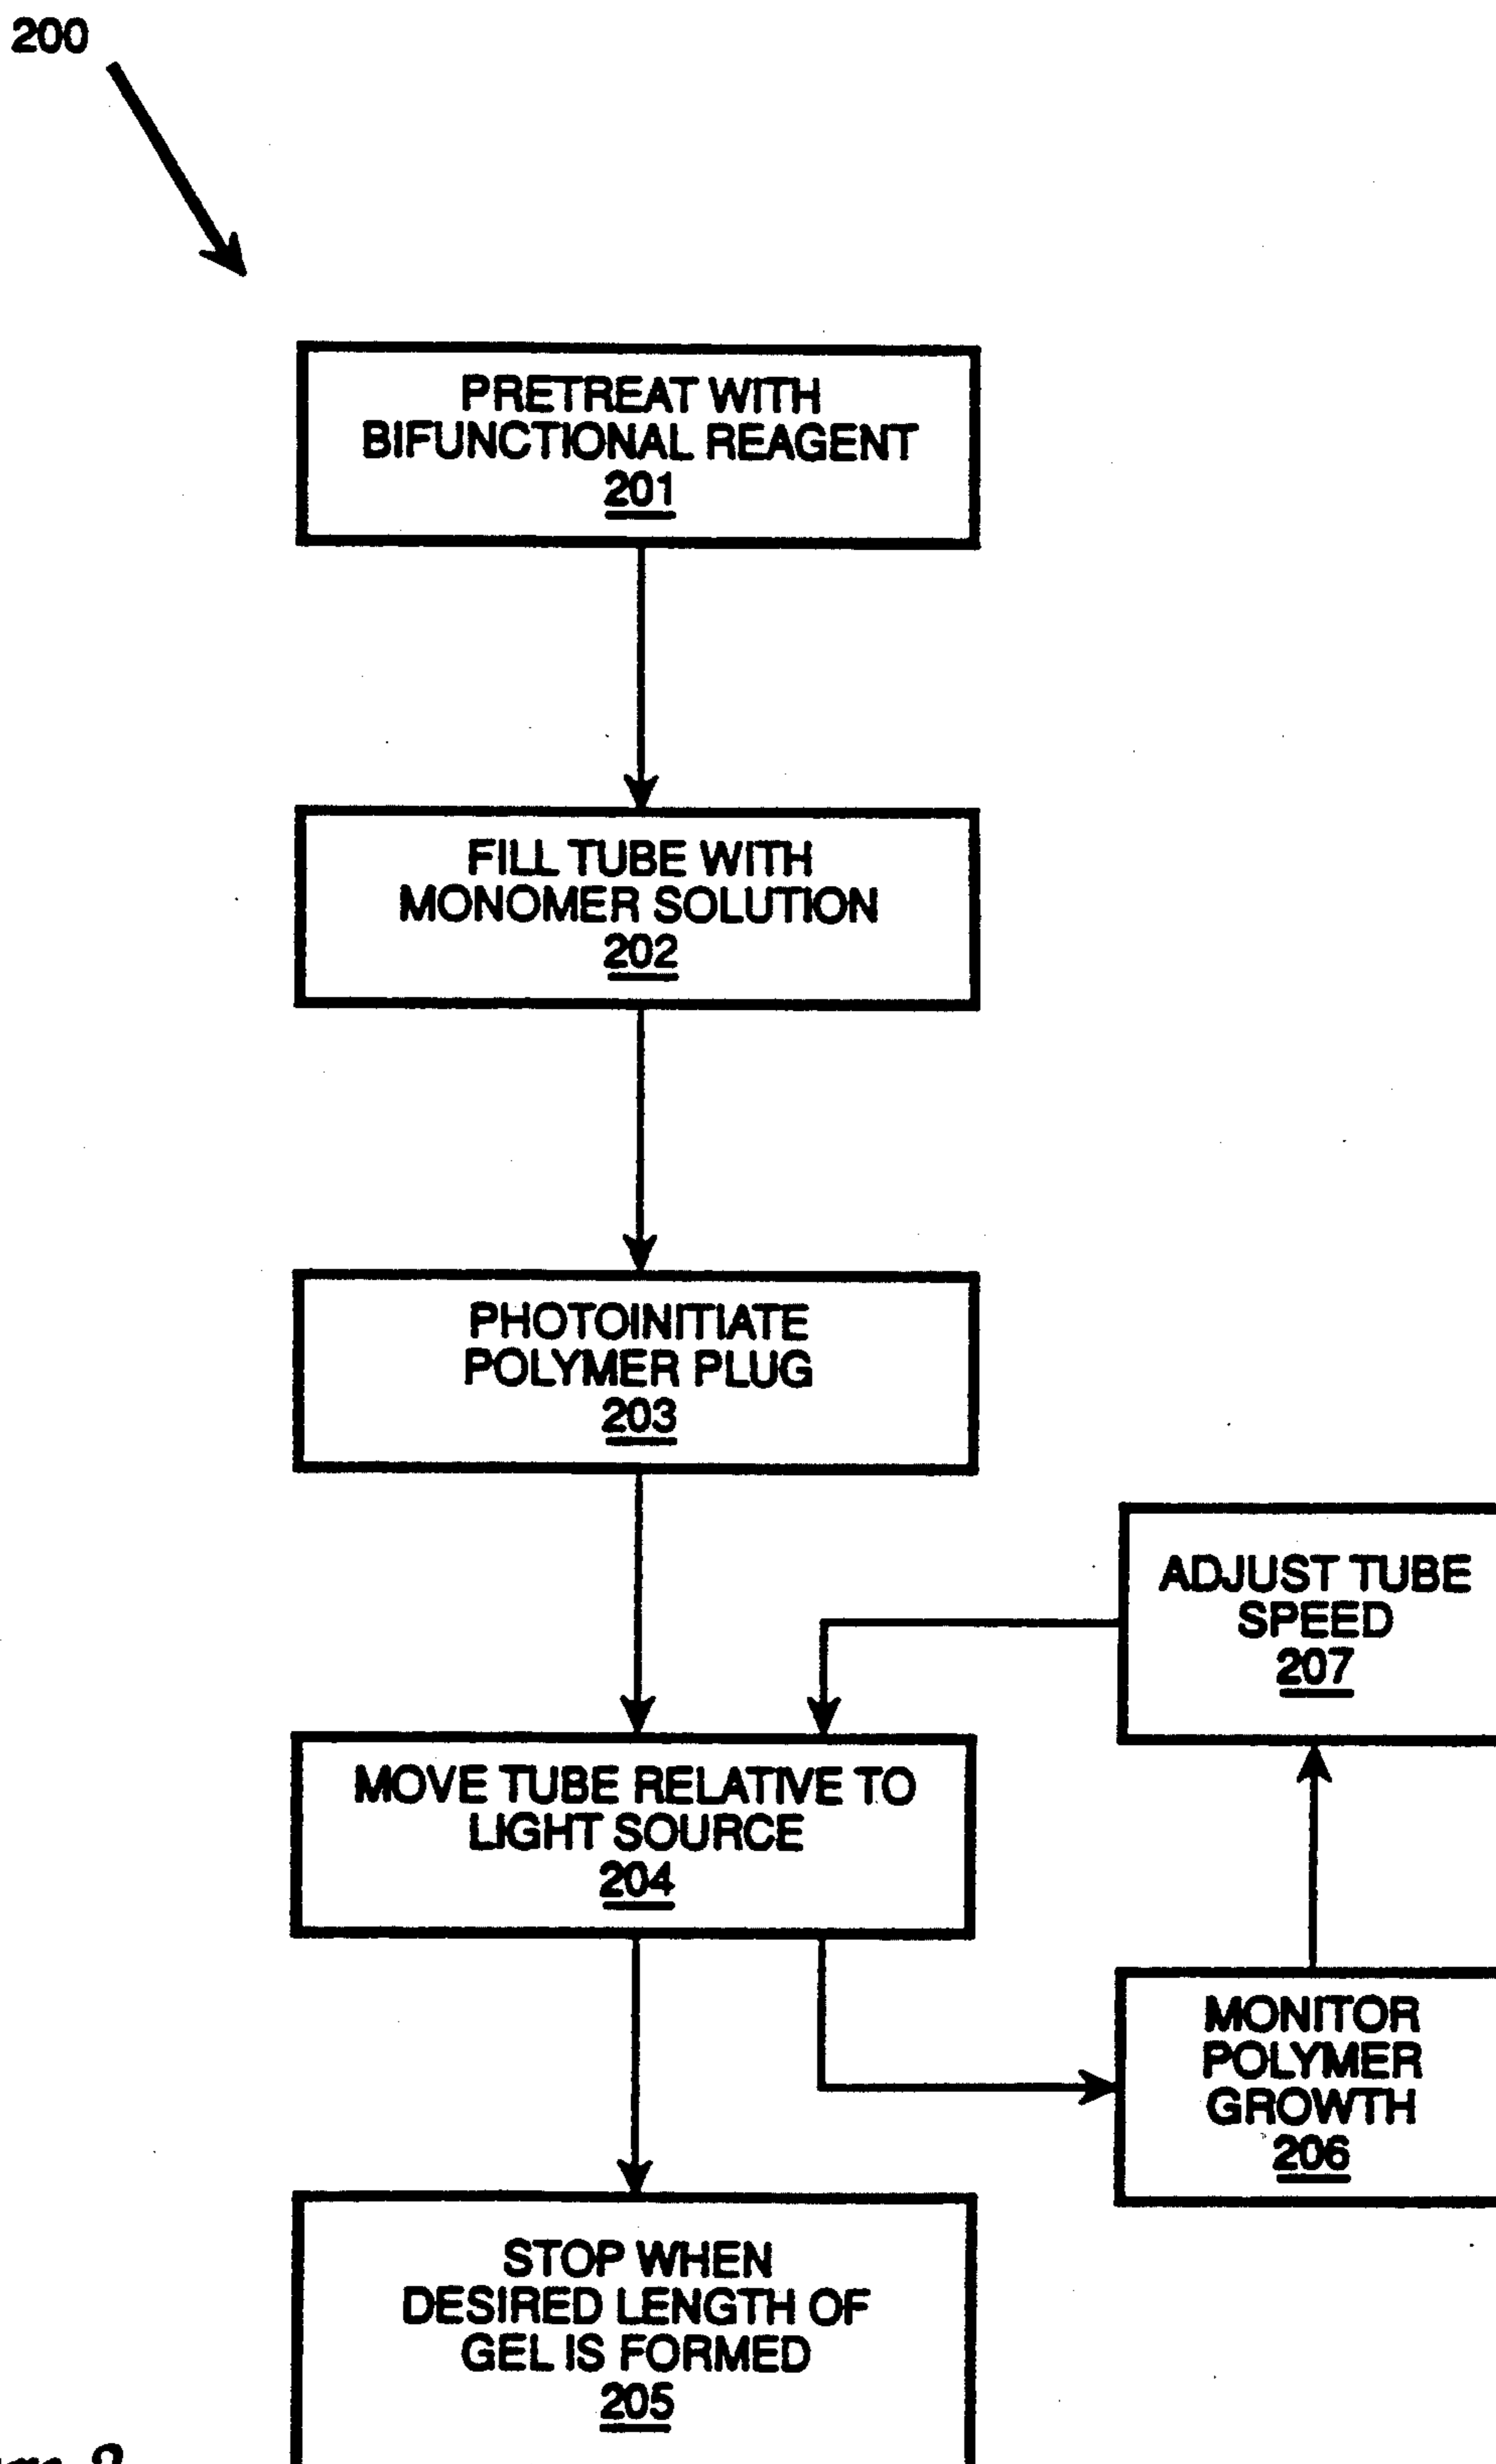 200
PRETREAT WITH
BIFUNCTIONAL REAGENT
201
FILL TUBE WITH
MONOMER SOLUTION
202
PHOTOINITIATE
POLYMER PLUG
203
ADJUST TUBE
SPEED
207
MOVE TUBE RELATIVE TO
LIGHT SOURCE
204
MONITOR
POLYMER
GROWTH
206
STOP WHEN
DESIRED LENGTH OF
GEL IS FORMED
205